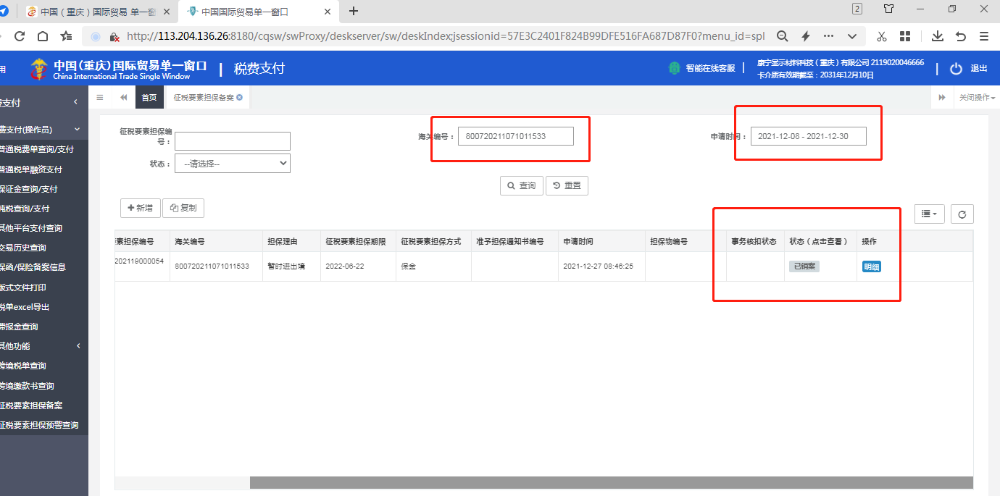 中国（重庆）国际贸易 单一窗
中国国际贸易单一窗口
2
http://113.204.136.26:8180/cqsw/swProxy/deskserver/sw/deskIndex;jsessionid=57E3C2401F824B99DFE516FA687D87F0?menu_id=spl
用
中国(重庆)国际贸易单一窗口
China International Trade Single Window
税费支付
智能在线客服
康宁显示材料科技（重庆）有限公司 2119020046666
卡介质有效期截至：2031年12月10日
退出
费支付
首页
征税要素担保备案
关闭操作
费支付(操作员)
普通税费单查询/支付
普通税单融资支付
保证金查询/支付
吨税查询/支付
其他平台支付查询
交易历史查询
保函/保险备案信息
版式文件打印
税单excel导出
滞报金查询
其他功能
跨境税单查询
跨境缴款书查询
征税要素担保备案
征税要素担保预警查询
征税要素担保编号：
海关编号：
800720211071011533
申请时间：
2021-12-08 - 2021-12-30
状态：
--请选择--
查询
重置
新增
复制
要素担保编号 海关编号 担保理由 征税要素担保期限 征税要素担保方式 准予担保通知书编号 申请时间 担保物编号 事务核扣状态 状态（点击查看） 操作
202119000054 800720211071011533 暂时进出境 2022-06-22 保金 2021-12-27 08:46:25 已销案 明细